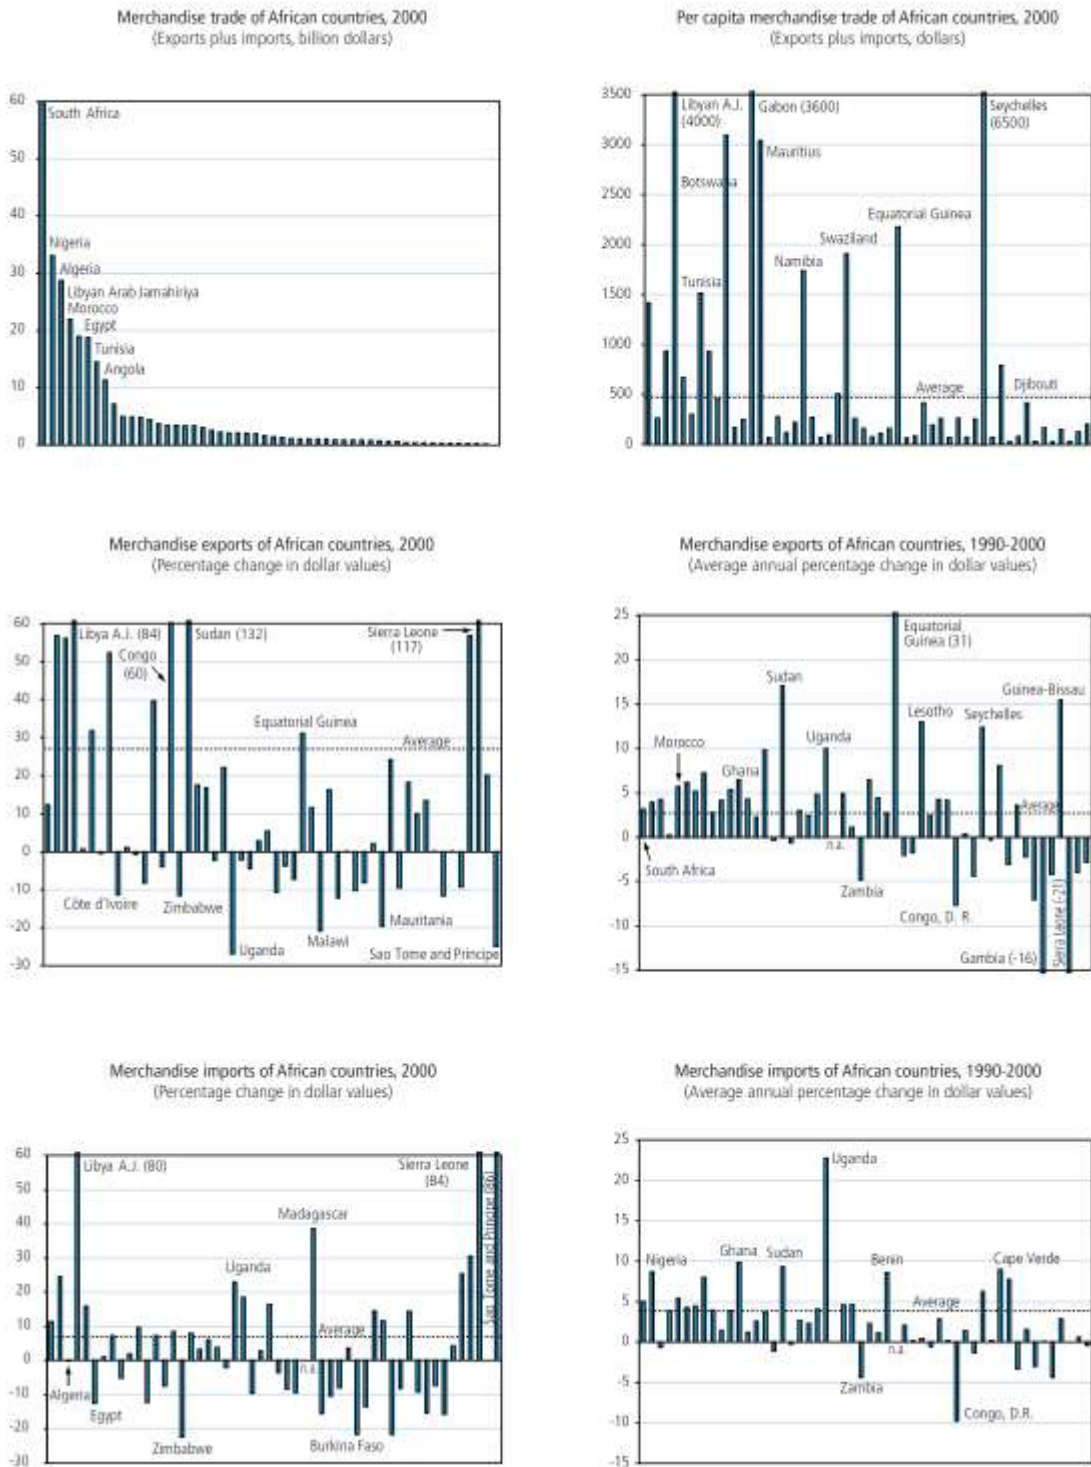 Merchandise trade of African countries, 2000
(Exports plus imports, billion dollars)
60
South Africa
50
40
Nigeria
30
Algeria
Libyan Arab Jamahiriya
Morocco
20
Egypt
Tunisia
Angola
10
0
Per capita merchandise trade of African countries, 2000
(Exports plus imports, dollars)
3500
Libyan A.J.
(4000)
Gabon (3600)
Seychelles
(6500)
3000
Mauritius
Botswana
2500
Equatorial Guinea
2000
Swaziland
Namibia
Tunisia
1500
1000
Average
Djibouti
500
0
Merchandise exports of African countries, 2000
(Percentage change in dollar values)
60
Libya A.J. (84)
Sudan (132)
Sierra Leone
(117)
Congo
(60)
50
40
Equatorial Guinea
30
Average
20
10
0
-10
Côte d'Ivoire
Zimbabwe
Mauritania
-20
Uganda
Malawi
Sao Tome and Principe
-30
Merchandise exports of African countries, 1990-2000
(Average annual percentage change in dollar values)
25
Equatorial
Guinea (31)
20
Sudan
Guinea-Bissau
15
Lesotho
Seychelles
Morocco
Uganda
10
Ghana
5
Average
0
n.a.
South Africa
-5
Zambia
Congo, D. R.
-10
Gambia (-16)
Sierra Leone (-21)
-15
Merchandise imports of African countries, 2000
(Percentage change in dollar values)
60
Libya A.J. (80)
Sierra Leone
(84)
Sao Tome and Principe (86)
50
Madagascar
40
30
Uganda
20
10
Average
0
n.a.
Algeria
-10
Egypt
-20
Zimbabwe
Burkina Faso
-30
Merchandise imports of African countries, 1990-2000
(Average annual percentage change in dollar values)
25
Uganda
20
15
Nigeria
Ghana
Sudan
Benin
Cape Verde
10
5
Average
0
n.a.
-5
Zambia
Congo, D.R.
-10
-15